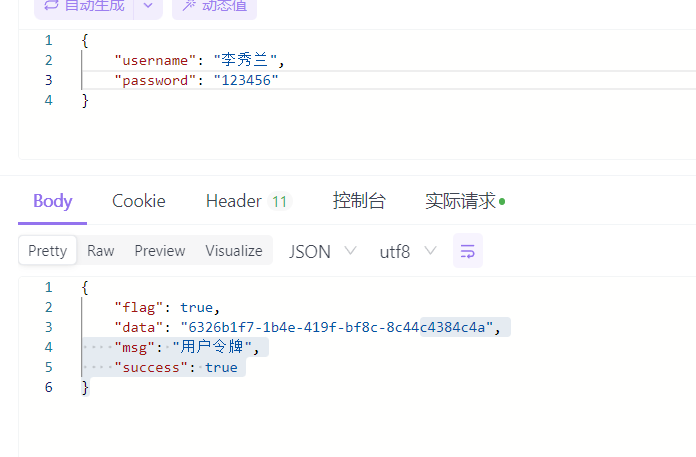 自动生成 动态值
1 {
2 "username": "李秀兰",
3 "password": "123456"
4 }
Body Cookie Header 11 控制台 实际请求
Pretty Raw Preview Visualize JSON utf8
1 {
2 "flag": true,
3 "data": "6326b1f7-1b4e-419f-bf8c-8c44c4384c4a",
4 "msg": "用户令牌",
5 "success": true
6 }